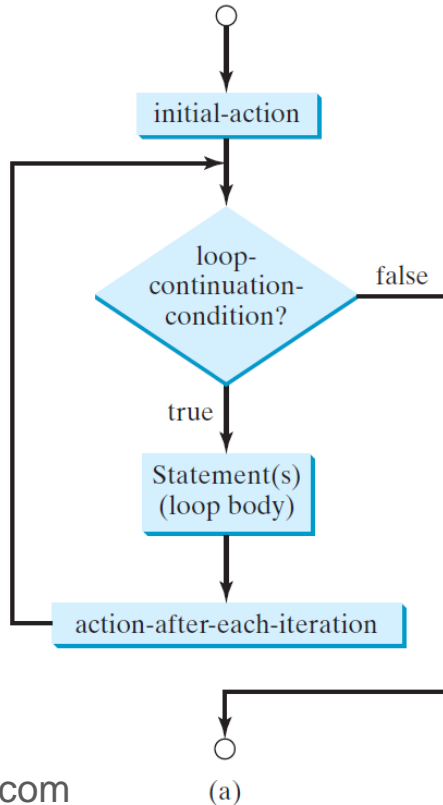 initial-action
loop-
continuation-
condition?
false
true
Statement(s)
(loop body)
action-after-each-iteration
com
(a)